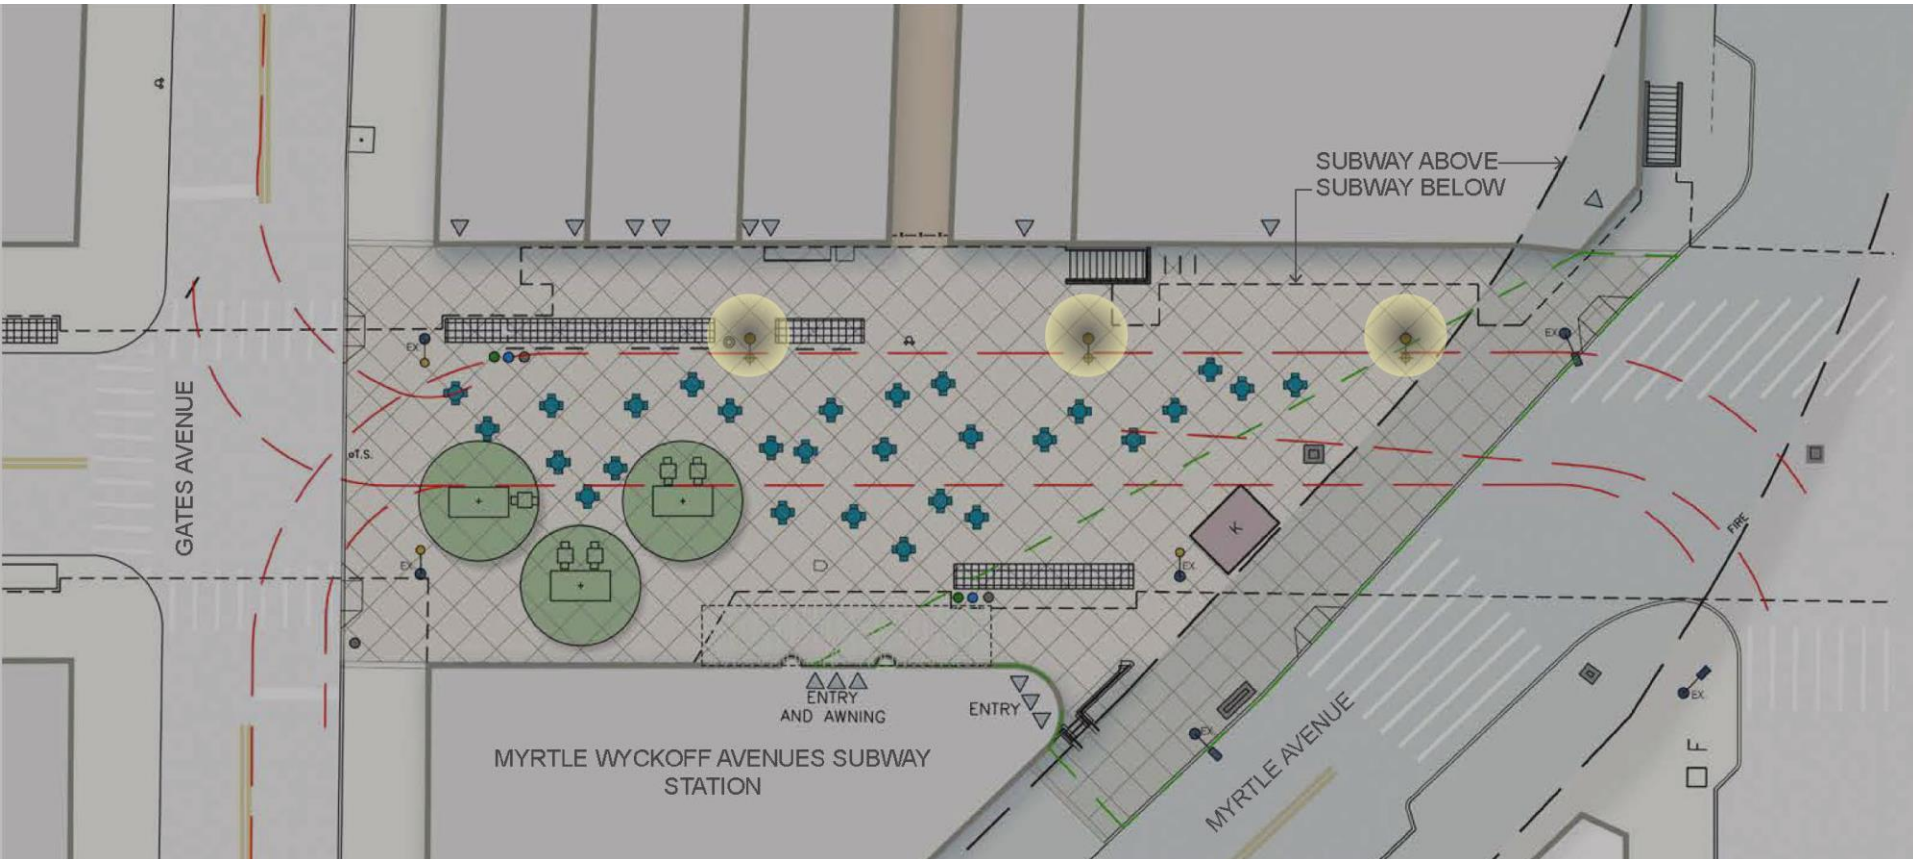 SUBWAY ABOVE
SUBWAY BELOW
EX.
EX.
GATES AVENUE
T.S.
K
FIRE
EX.
EX.
ENTRY
AND AWNING
ENTRY
EX.
EX.
MYRTLE WYCKOFF AVENUES SUBWAY
STATION
MYRTLE AVENUE
F